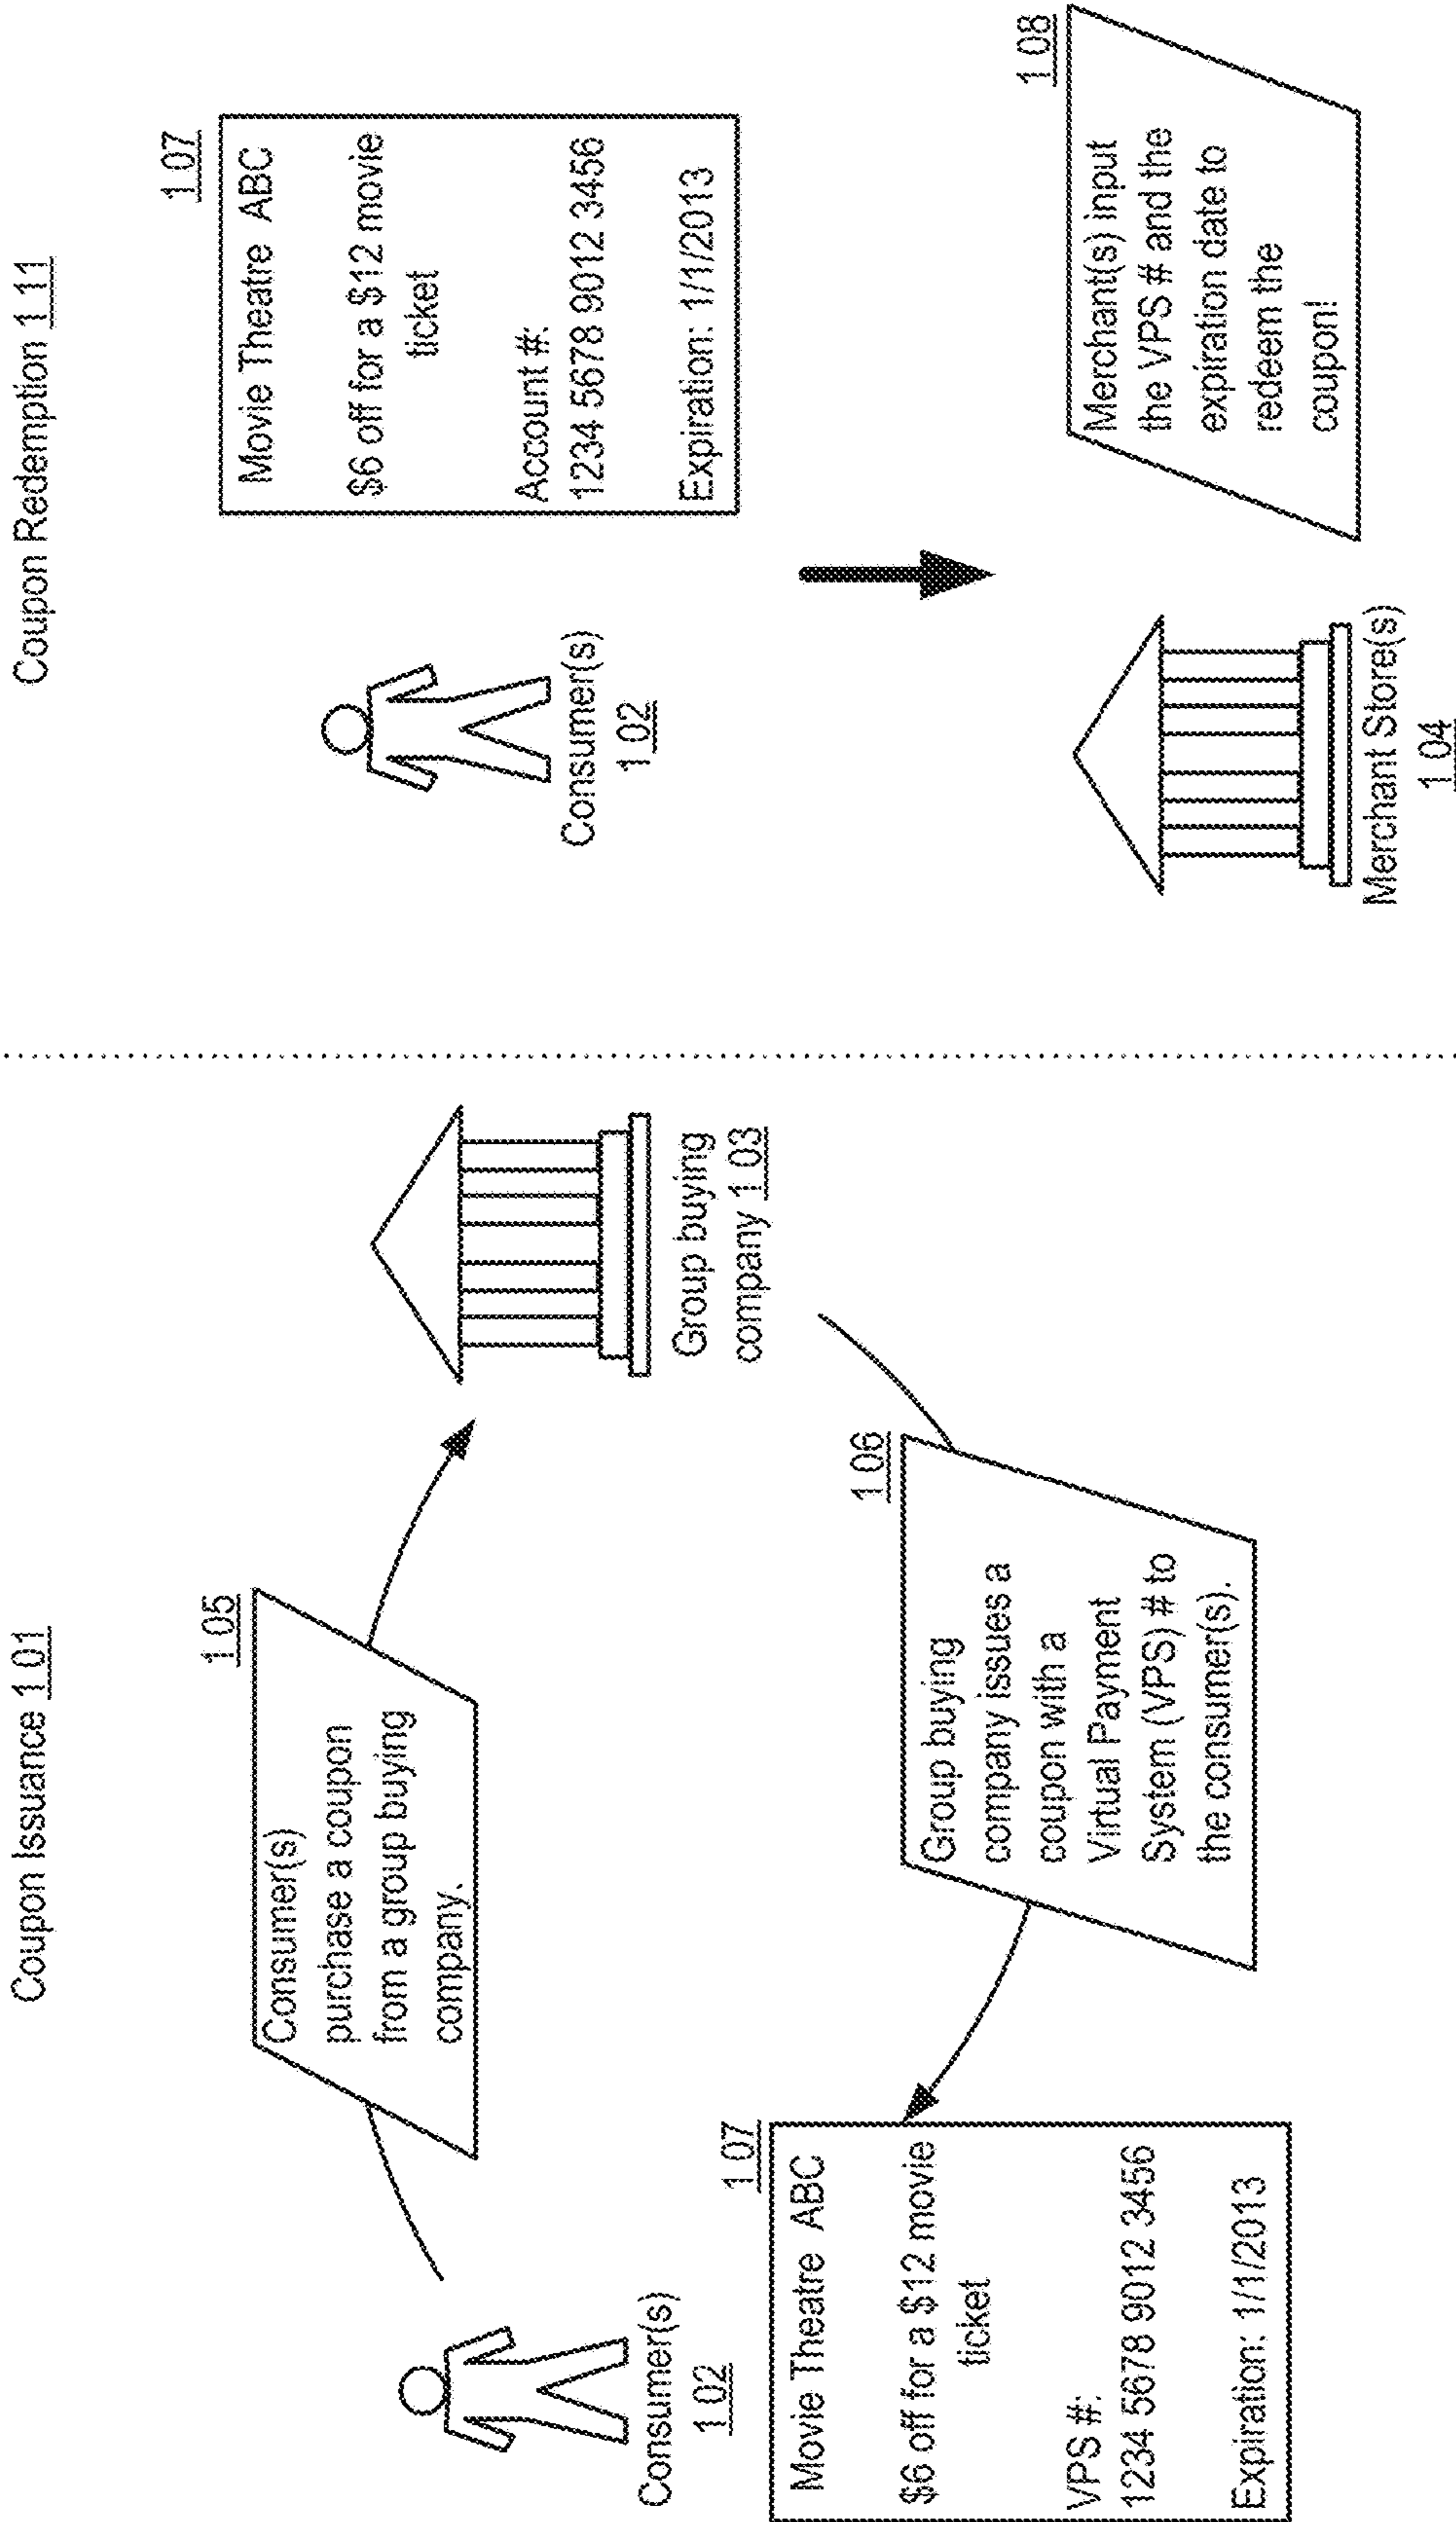 Coupon Issuance 1 01
1 05
Consumer(s)
purchase a coupon
from a group buying
company.
Consumer(s)
1 02
Group buying
company 1 03
1 06
Group buying
company issues a
coupon with a
Virtual Payment
System (VPS) # to
the consumer(s).
1 07
Movie Theatre ABC
$6 off for a $12 movie
ticket
VPS #:
1234 5678 9012 3456
Expiration: 1/1/2013
Coupon Redemption 1 11
Consumer(s)
1 02
1 07
Movie Theatre ABC
$6 off for a $12 movie
ticket
Account #:
1234 5678 9012 3456
Expiration: 1/1/2013
Merchant Store(s)
1 04
1 08
Merchant(s) input
the VPS # and the
expiration date to
redeem the
coupon!